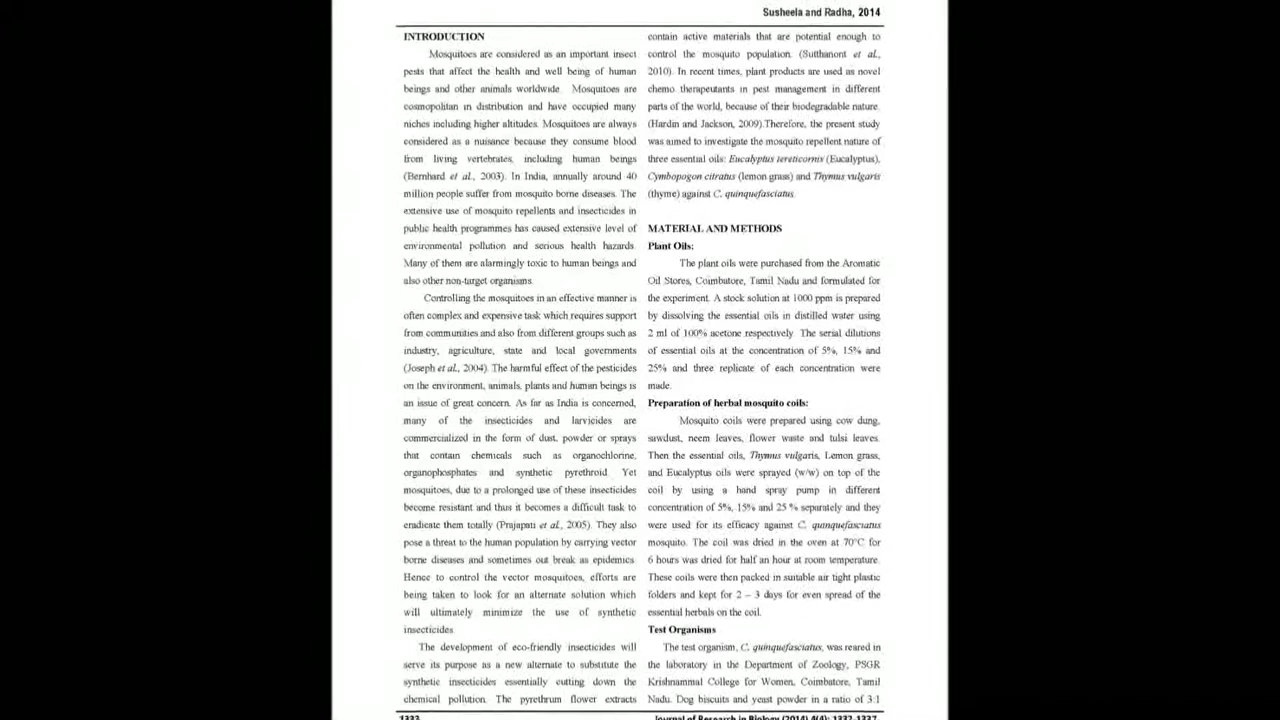 Susheela and Radha, 2014
INTRODUCTION
Mosquitoes are considered as an important insect
pests that affect the health and well being of human
beings and other animals worldwide. Mosquitoes are
cosmopolitan in distribution and have occupied many
niches including higher altitudes. Mosquitoes are always
considered as a nuisance because they consume blood
from living vertebrates, including human beings
(Bernhard et al., 2003). In India, annually around 40
million people suffer from mosquito borne diseases. The
extensive use of mosquito repellents and insecticides in
public health programmes has caused extensive level of
environmental pollution and serious health hazards.
Many of them are alarmingly toxic to human beings and
also other non-target organisms.
Controlling the mosquitoes in an effective manner is
often complex and expensive task which requires support
from communities and also from different groups such as
industry, agriculture, state and local governments
(Joseph et al., 2004). The harmful effect of the pesticides
on the environment, animals, plants and human beings is
an issue of great concern. As far as India is concerned,
many of the insecticides and larvicides are
commercialized in the form of dust, powder or sprays
that contain chemicals such as organochlorine,
organophosphates and synthetic pyrethroid. Yet
mosquitoes, due to a prolonged use of these insecticides
become resistant and thus it becomes a difficult task to
eradicate them totally (Prajapati et al., 2005). They also
pose a threat to the human population by carrying vector
borne diseases and sometimes out break as epidemics.
Hence to control the vector mosquitoes, efforts are
being taken to look for an alternate solution which
will ultimately minimize the use of synthetic
insecticides.
The development of eco-friendly insecticides will
serve its purpose as a new alternate to substitute the
synthetic insecticides essentially cutting down the
chemical pollution. The pyrethrum flower extracts
contain active materials that are potential enough to
control the mosquito population. (Sutthanont et al.,
2010). In recent times, plant products are used as novel
chemo therapeutants in pest management in different
parts of the world, because of their biodegradable nature.
(Hardin and Jackson, 2009).Therefore, the present study
was aimed to investigate the mosquito repellent nature of
three essential oils: Eucalyptus tereticornis (Eucalyptus),
Cymbopogon citratus (lemon grass) and Thymus vulgaris
(thyme) against C. quinquefasciatus.
MATERIAL AND METHODS
Plant Oils:
The plant oils were purchased from the Aromatic
Oil Stores, Coimbatore, Tamil Nadu and formulated for
the experiment. A stock solution at 1000 ppm is prepared
by dissolving the essential oils in distilled water using
2 ml of 100% acetone respectively. The serial dilutions
of essential oils at the concentration of 5%, 15% and
25% and three replicate of each concentration were
made.
Preparation of herbal mosquito coils:
Mosquito coils were prepared using cow dung,
sawdust, neem leaves, flower waste and tulsi leaves.
Then the essential oils, Thymus vulgaris, Lemon grass,
and Eucalyptus oils were sprayed (w/w) on top of the
coil by using a hand spray pump in different
concentration of 5%, 15% and 25 % separately and they
were used for its efficacy against C. quinquefasciatus
mosquito. The coil was dried in the oven at 70°C for
6 hours was dried for half an hour at room temperature.
These coils were then packed in suitable air tight plastic
folders and kept for 2 – 3 days for even spread of the
essential herbals on the coil.
Test Organisms
The test organism, C. quinquefasciatus, was reared in
the laboratory in the Department of Zoology, PSGR
Krishnammal College for Women, Coimbatore, Tamil
Nadu. Dog biscuits and yeast powder in a ratio of 3:1
1333
Journal of Research in Biology (2014) 4(4): 1332-1337